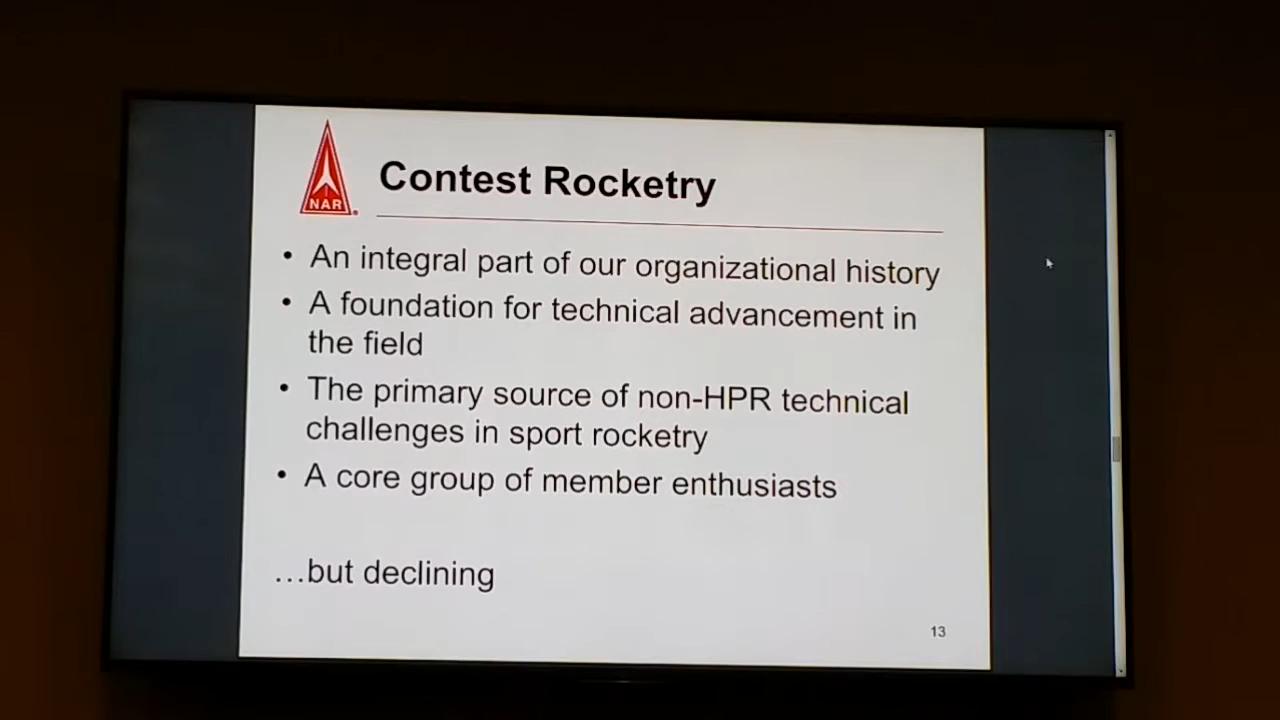 NAR
Contest Rocketry
• An integral part of our organizational history
• A foundation for technical advancement in
the field
• The primary source of non-HPR technical
challenges in sport rocketry
• A core group of member enthusiasts
…but declining
13